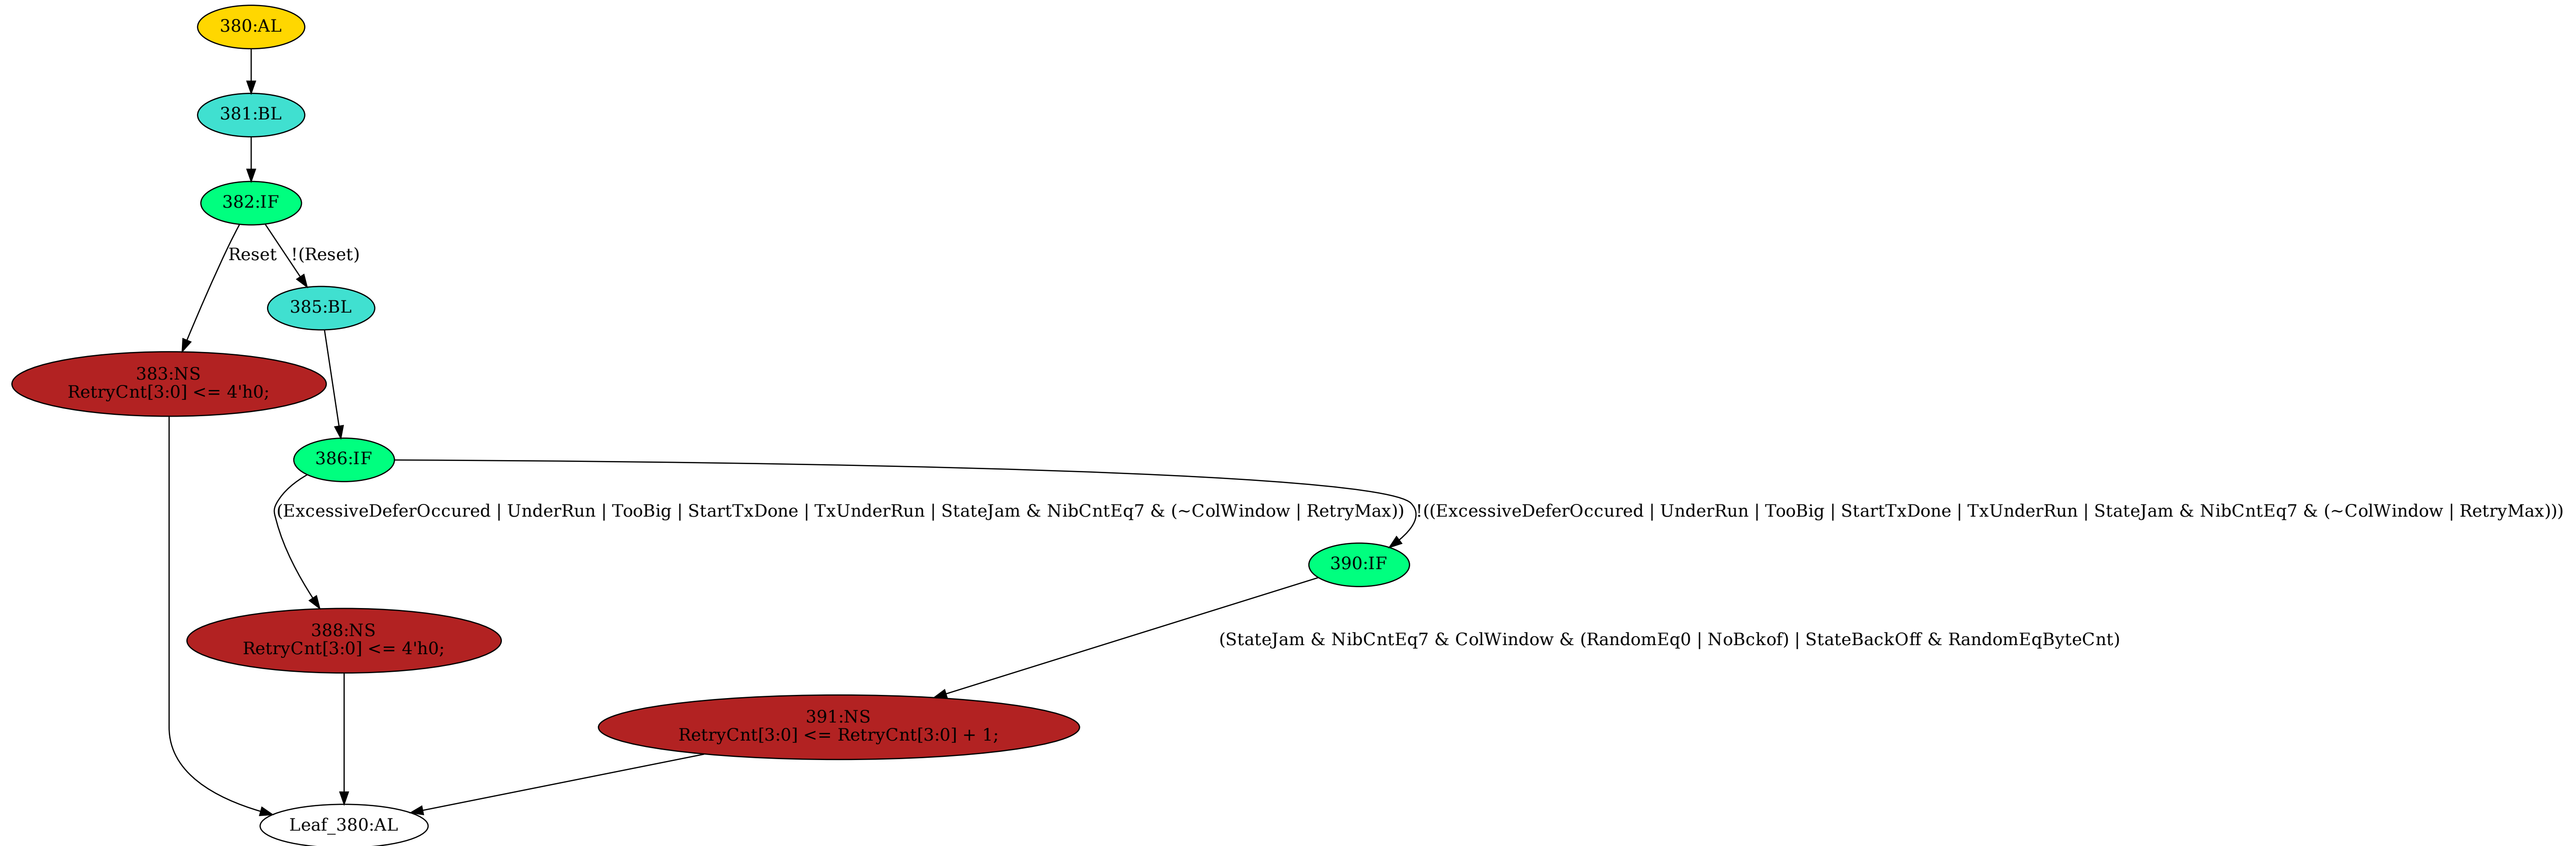 380:AL
381:BL
382:IF
Reset
!(Reset)
385:BL
383:NS
RetryCnt[3:0] <= 4'h0;
386:IF
(ExcessiveDeferOccured | UnderRun | TooBig | StartTxDone | TxUnderRun | StateJam & NibCntEq7 & (~ColWindow | RetryMax))
!((ExcessiveDeferOccured | UnderRun | TooBig | StartTxDone | TxUnderRun | StateJam & NibCntEq7 & (~ColWindow | RetryMax)))
390:IF
388:NS
RetryCnt[3:0] <= 4'h0;
(StateJam & NibCntEq7 & ColWindow & (RandomEq0 | NoBckof) | StateBackOff & RandomEqByteCnt)
391:NS
RetryCnt[3:0] <= RetryCnt[3:0] + 1;
Leaf_380:AL